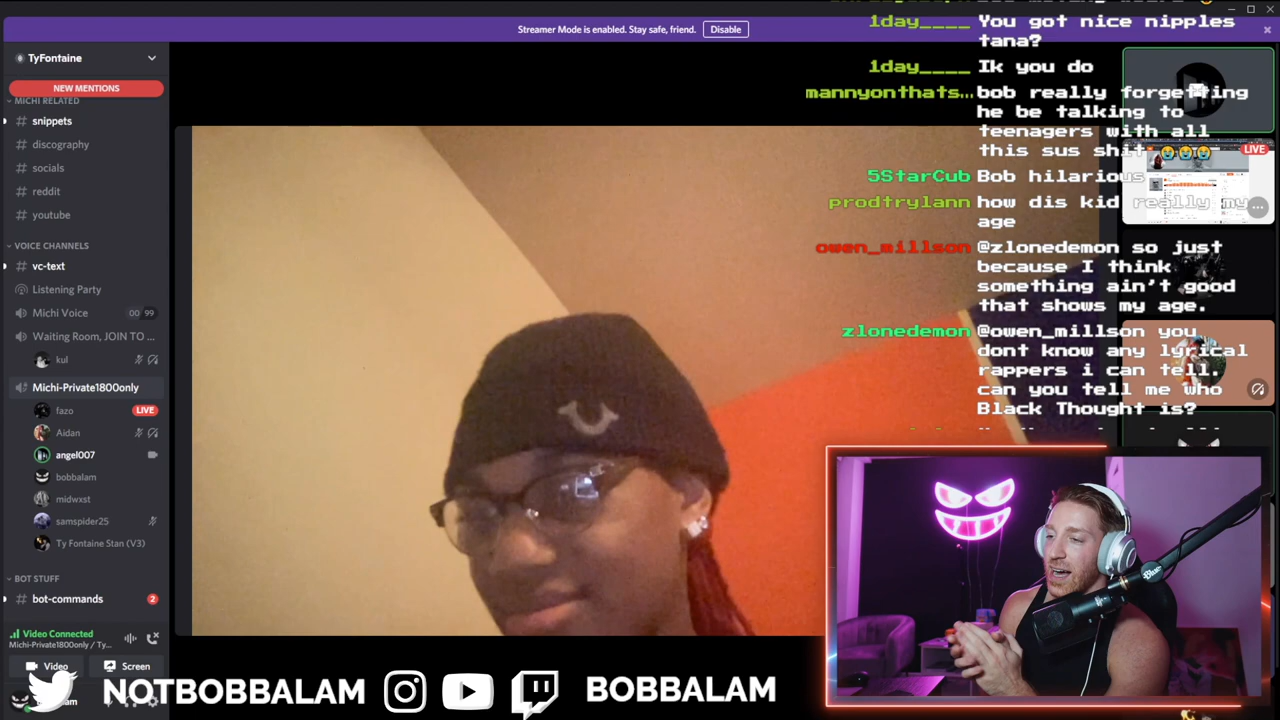 Streamer Mode is enabled. Stay safe, friend.
Disable
TyFontaine
NEW MENTIONS
MICHI RELATED
# snippets
# discography
# socials
# reddit
# youtube
VOICE CHANNELS
# vc-text
Listening Party
Michi Voice 00 99
Waiting Room, JOIN TO ...
kul
Michi-Private1800only
fazo LIVE
Aidan
angel007
bobbalam
midwxst
samspider25
Ty Fontaine Stan (V3)
BOT STUFF
# bot-commands 2
Video Connected
Michi-Private1800only / Ty...
Video
Screen
NOTBOBBALAM
BOBBALAM
1day____ You got nice nipples
tana?
1day____ Ik you do
mannyonthats... bob really forgetting
he be talking to
teenagers with all
this sus shit
5StarCub Bob hilarious
prodtrylann how dis kid really my
age
owen_millson @zlonedemon so just
because I think
something ain't good
that shows my age.
zlonedemon @owen_millson you
dont know any lyrical
rappers i can tell.
can you tell me who
Black Thought is?
LIVE
blue